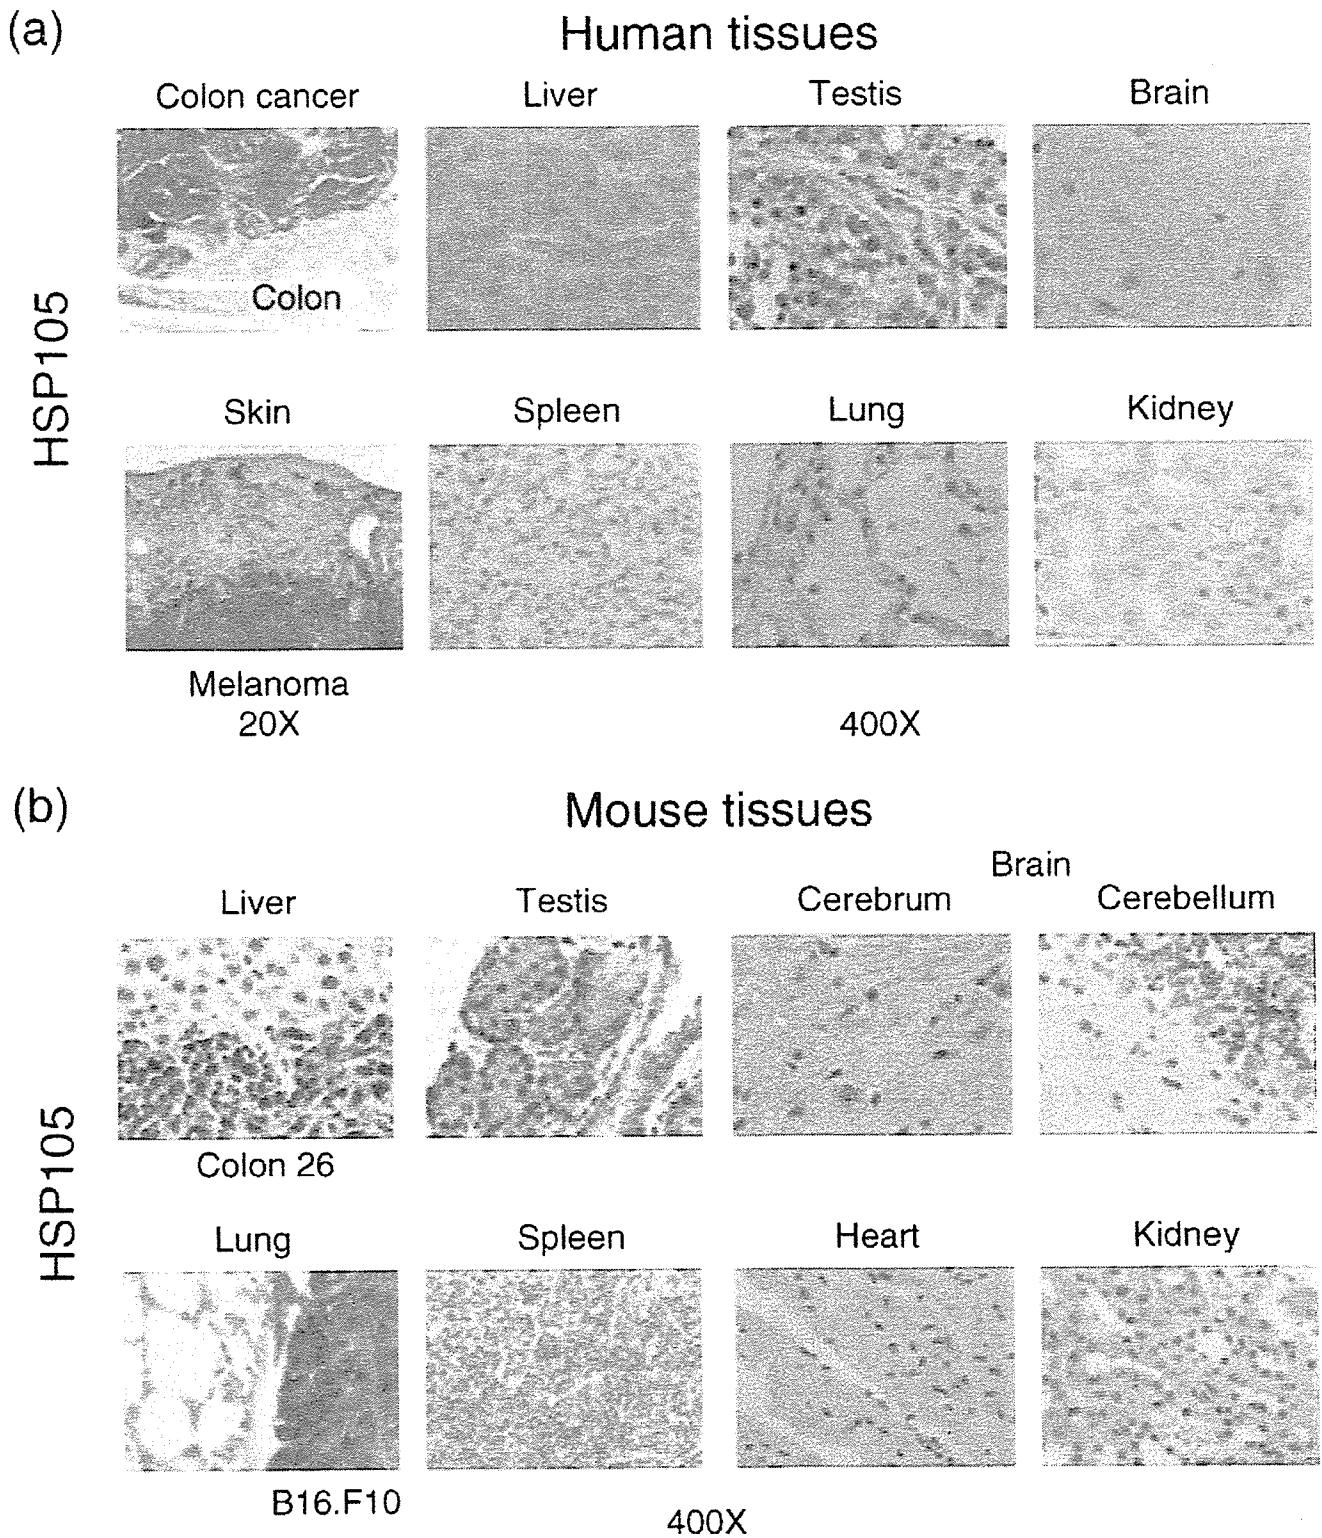 (a)
Human tissues
Colon cancer Liver Testis Brain
Colon
HSP105
Skin Spleen Lung Kidney
Melanoma
20X 400X
(b)
Mouse tissues
Brain
Liver Testis Cerebrum Cerebellum
HSP105
Colon 26
Lung Spleen Heart Kidney
B16.F10
400X